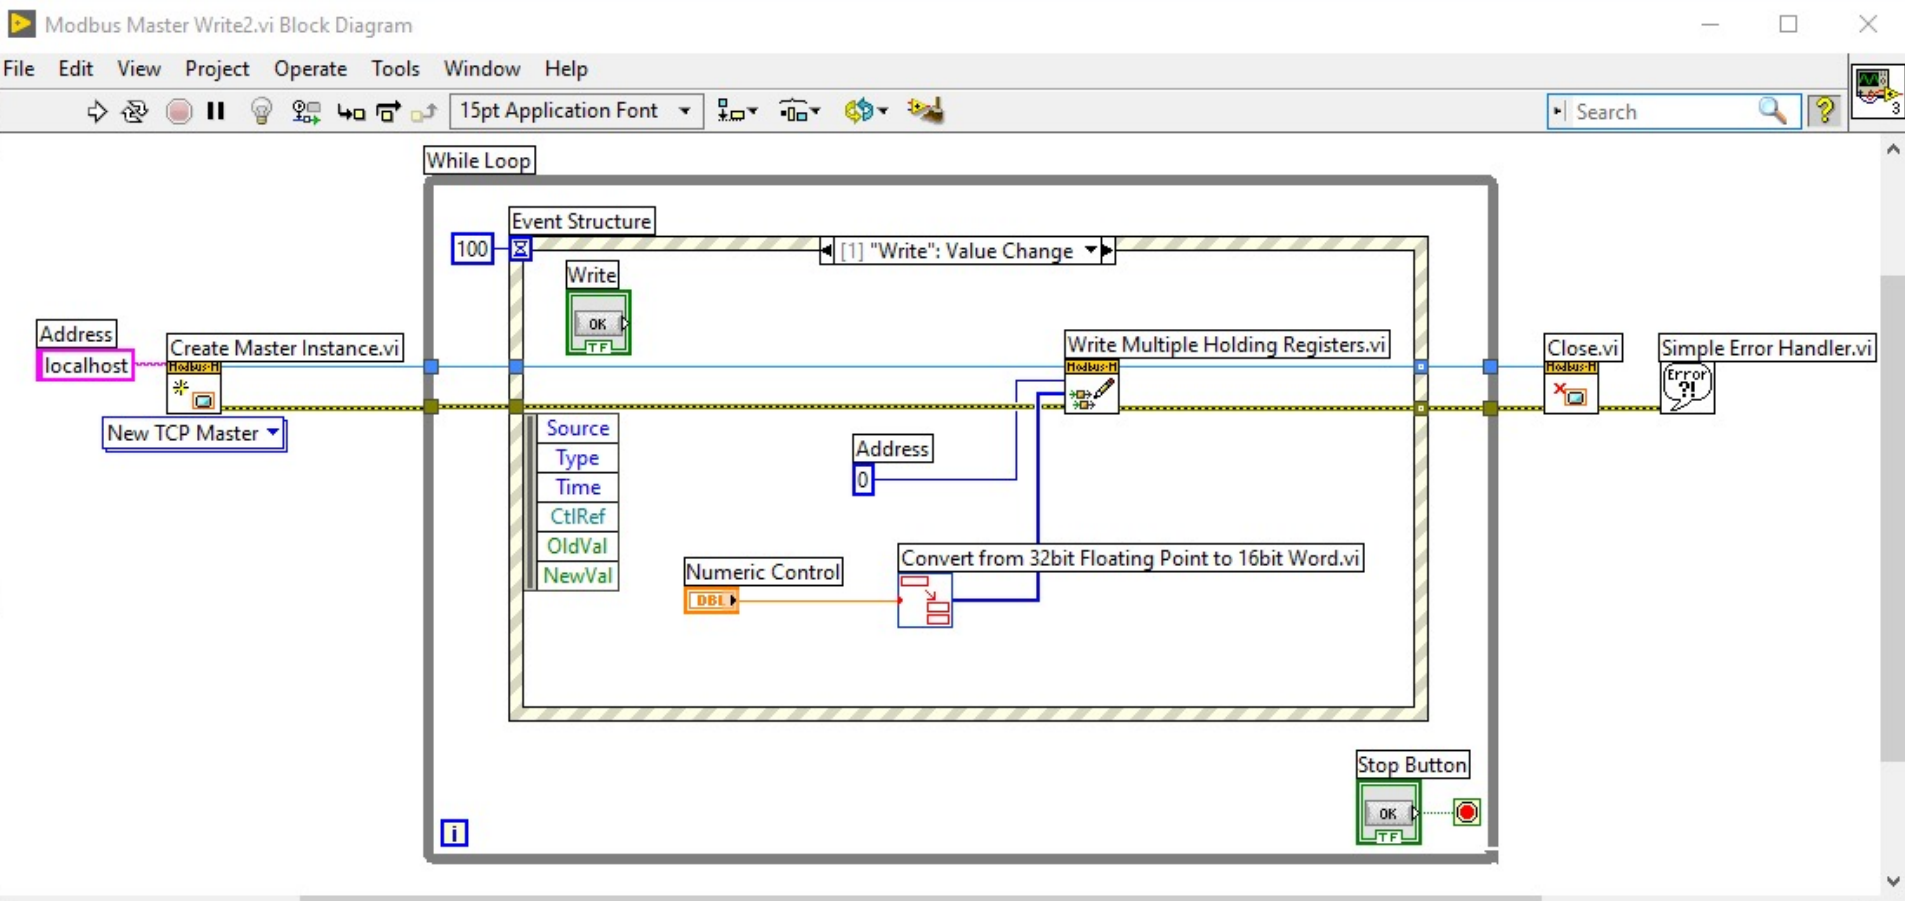 Modbus Master Write2.vi Block Diagram
File Edit View Project Operate Tools Window Help
15pt Application Font
Search
3
While Loop
Event Structure
100
[1] "Write": Value Change
Write
OK
TF
Address
localhost
Create Master Instance.vi
Modbus-M
New TCP Master
Write Multiple Holding Registers.vi
Modbus-M
Close.vi
Modbus-M
Simple Error Handler.vi
Error
?!
Source
Type
Time
CtlRef
OldVal
NewVal
Address
0
Numeric Control
DBL
Convert from 32bit Floating Point to 16bit Word.vi
Stop Button
OK
TF
i